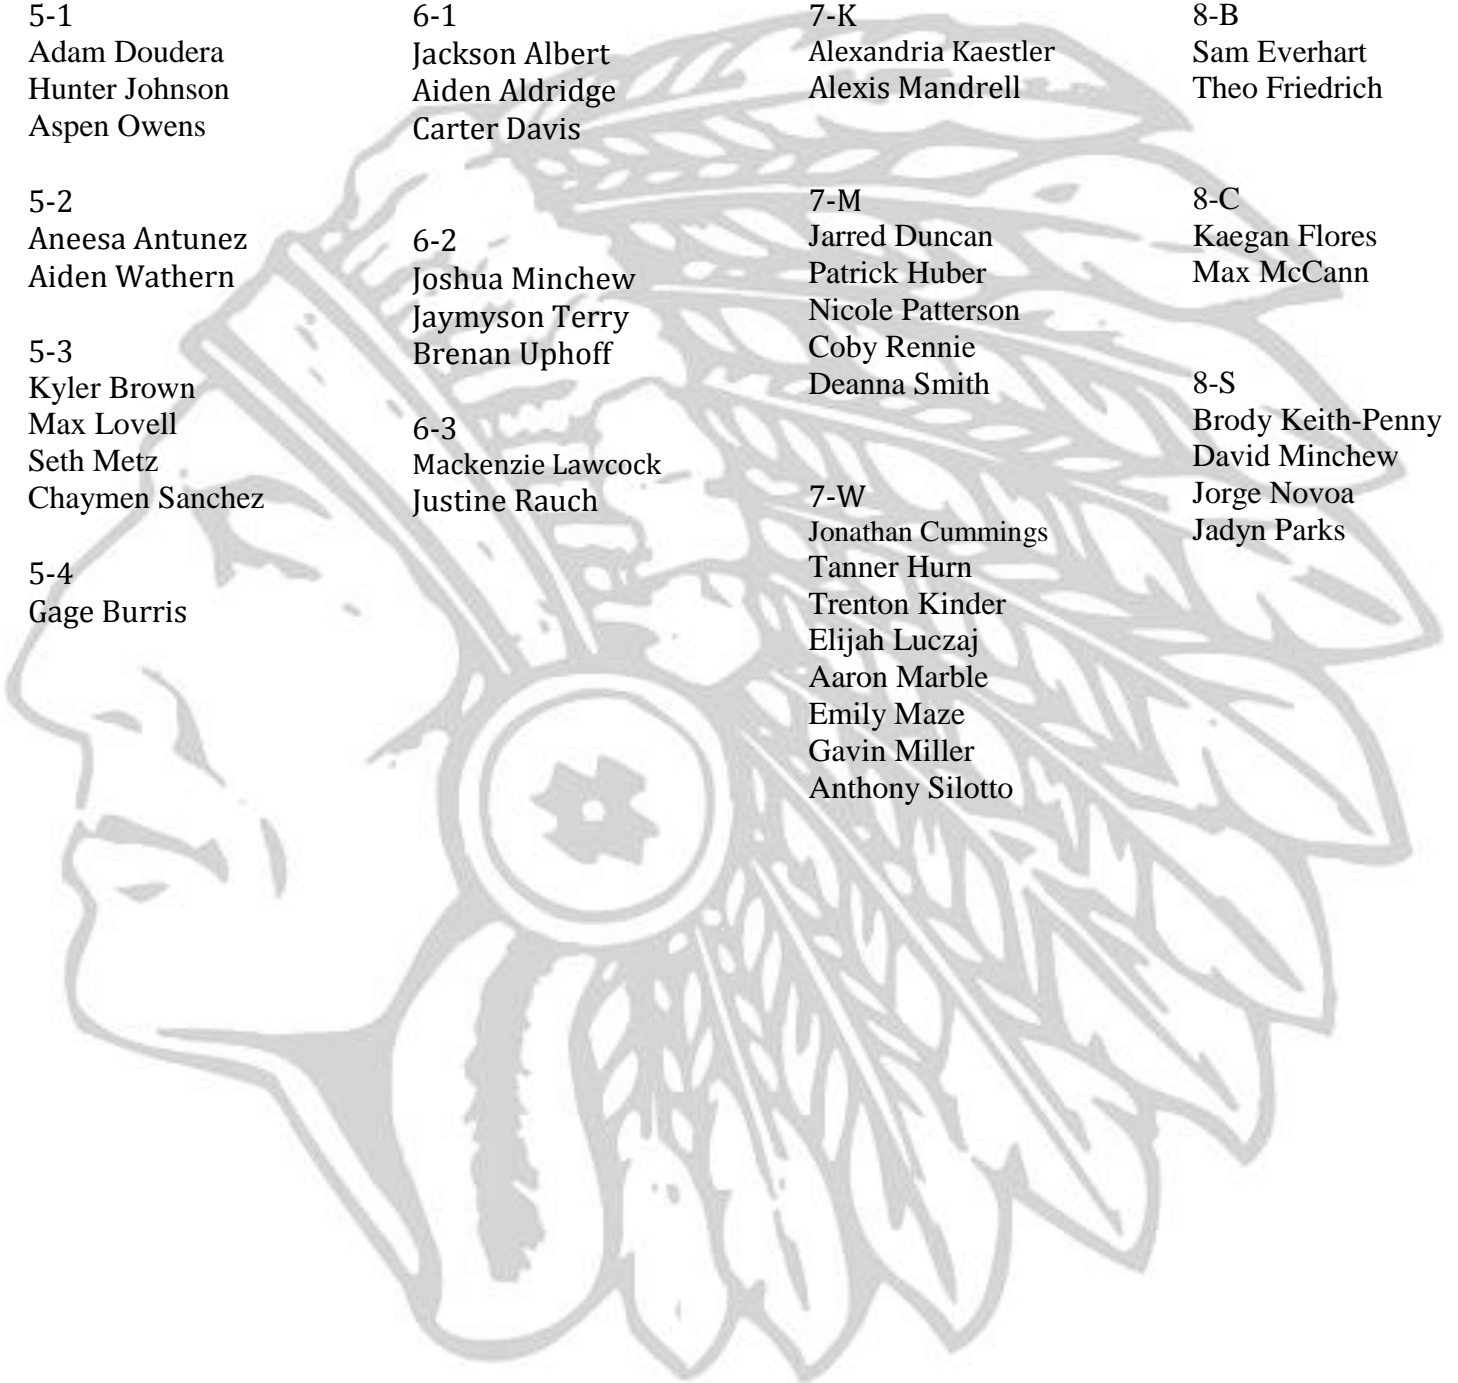 5-1
Adam Doudera
Hunter Johnson
Aspen Owens
5-2
Aneesa Antunez
Aiden Wathern
5-3
Kyler Brown
Max Lovell
Seth Metz
Chaymen Sanchez
5-4
Gage Burris
6-1
Jackson Albert
Aiden Aldridge
Carter Davis
6-2
Joshua Minchew
Jaymyson Terry
Brenan Uphoff
6-3
Mackenzie Lawcock
Justine Rauch
7-K
Alexandria Kaestler
Alexis Mandrell
7-M
Jarred Duncan
Patrick Huber
Nicole Patterson
Coby Rennie
Deanna Smith
7-W
Jonathan Cummings
Tanner Hurn
Trenton Kinder
Elijah Luczaj
Aaron Marble
Emily Maze
Gavin Miller
Anthony Silotto
8-B
Sam Everhart
Theo Friedrich
8-C
Kaegan Flores
Max McCann
8-S
Brody Keith-Penny
David Minchew
Jorge Novoa
Jadyn Parks